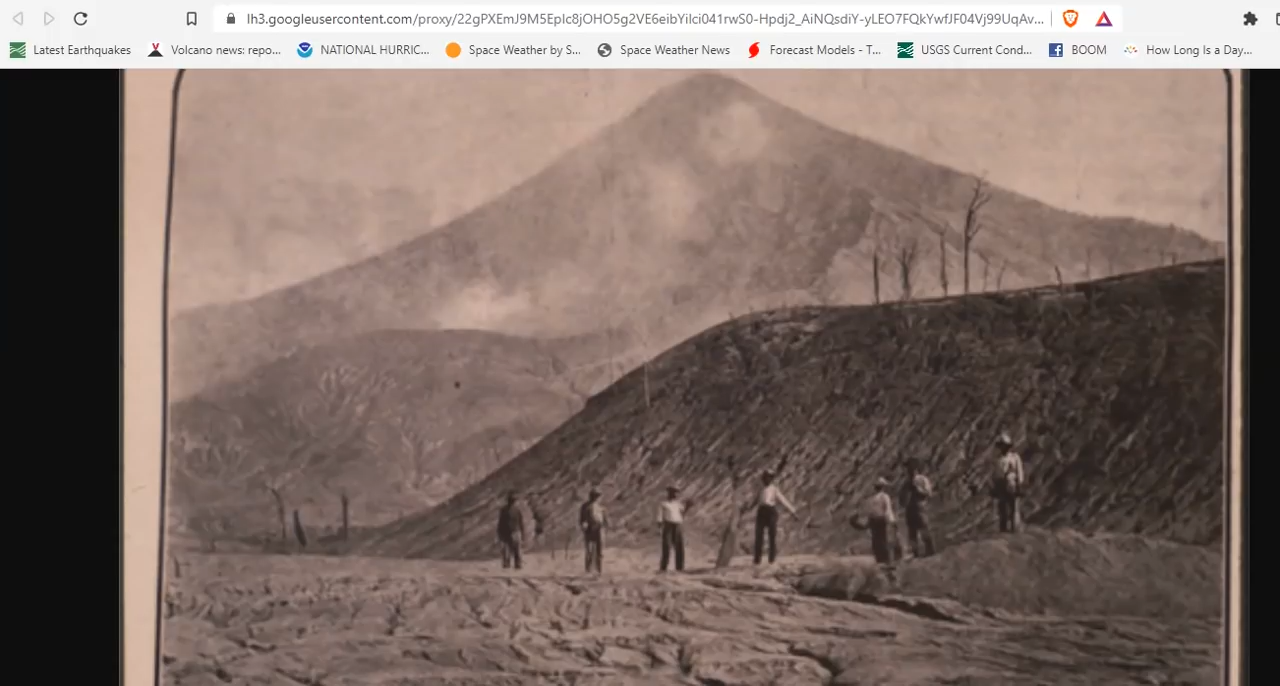 lh3.googleusercontent.com/proxy/22gPXEmJ9M5EpIc8jOHO5g2VE6eibYilci041rwS0-Hpdj2_AiNQsdiY-yLEO7FQkYwfJF04Vj99UqAv...
Latest Earthquakes Volcano news: repo... NATIONAL HURRIC... Space Weather by S... Space Weather News Forecast Models - T... USGS Current Cond... BOOM How Long Is a Day...